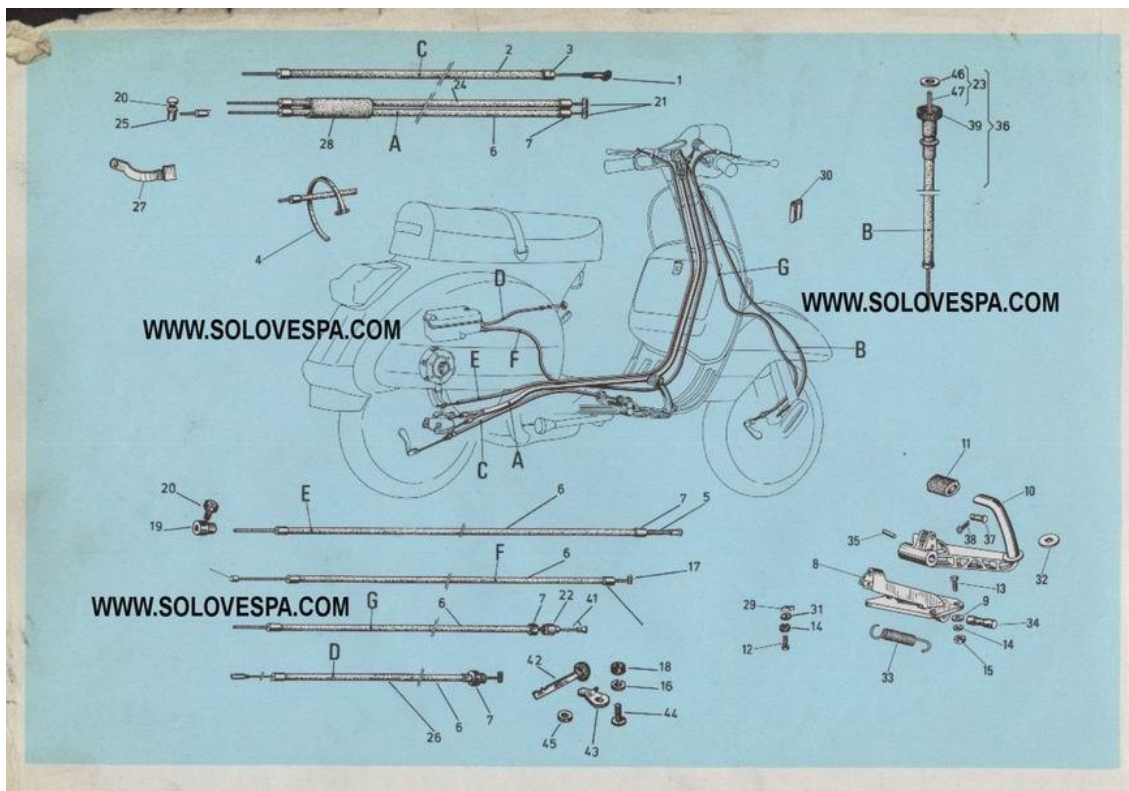 C 2 3
1
24
20
25
28 A 6 7 21
27
4
46 23
47
39 36
30
B
G
D
WWW.SOLOVESPA.COM
WWW.SOLOVESPA.COM
F
E
B
C A
11
10
20
19
E 6 7 5
38 37
35
32
F 6
17
8
13
WWW.SOLOVESPA.COM
G 6 7 22 41
29 31 9
14 34
12 14
15
33
D
42 18
16
26 6 7
45 43 44